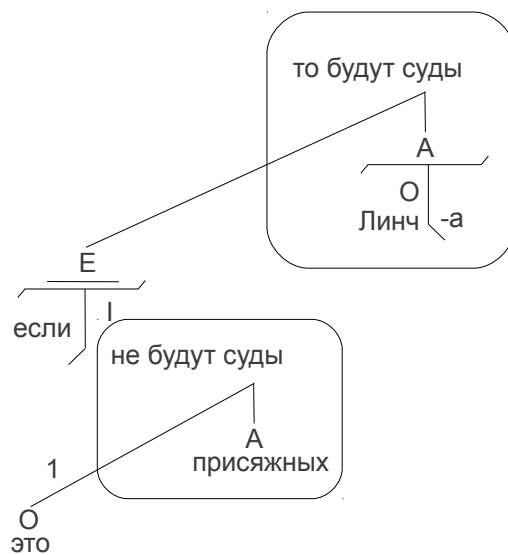 то будут суды
А
О
Линч -а
Е
I
если
не будут суды
А
присяжных
1
О
это